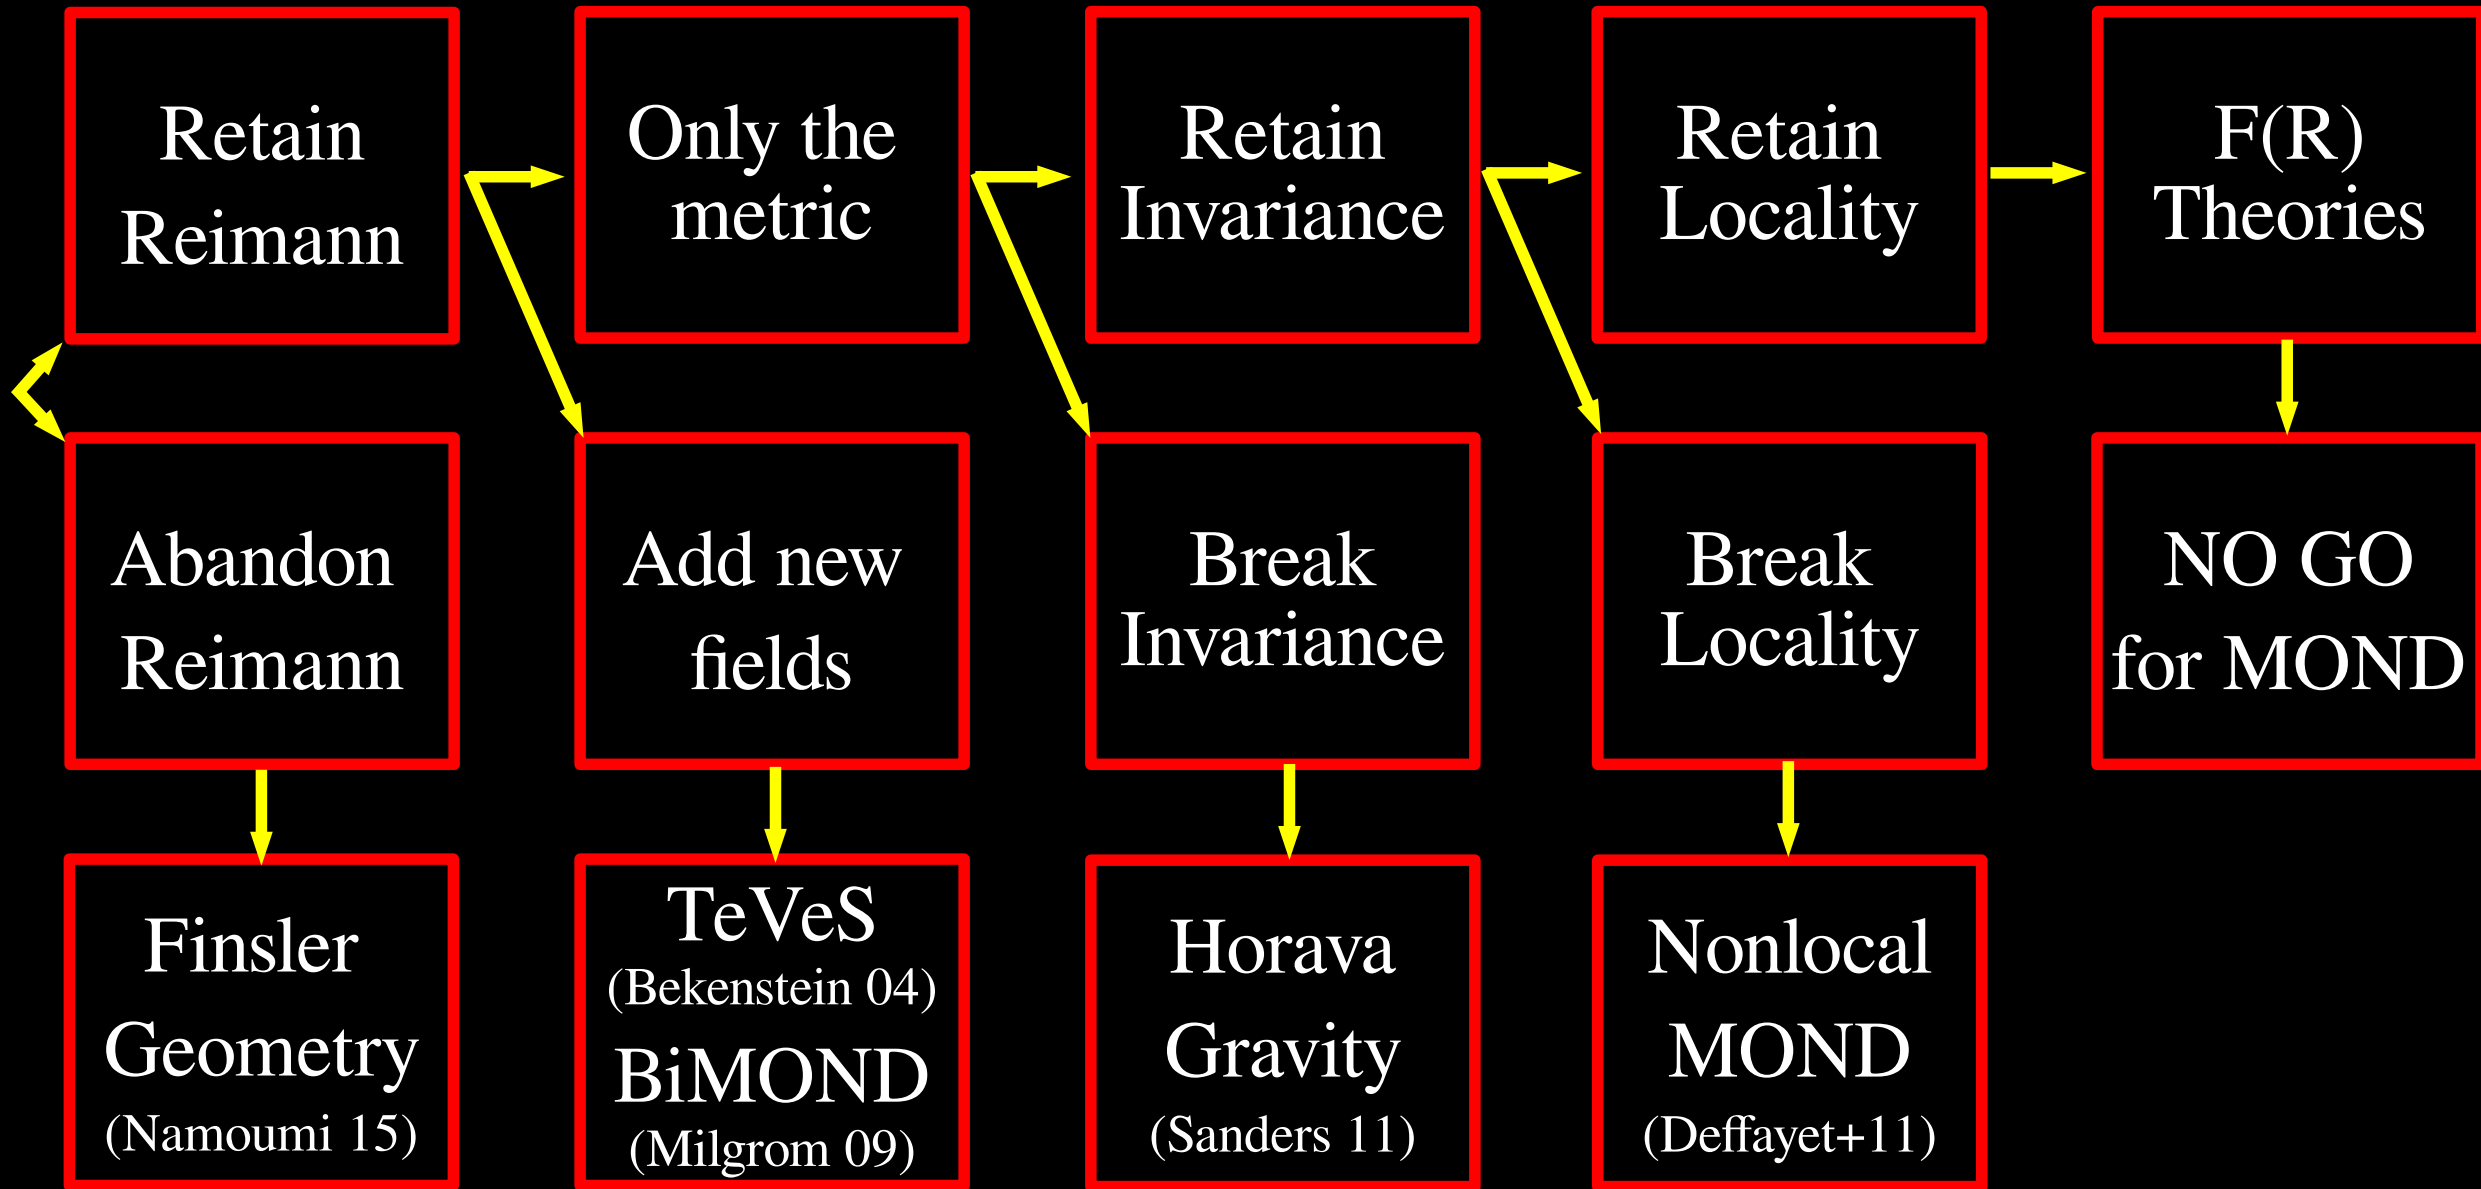 Retain
Reimann
Only the
metric
Retain
Invariance
Retain
Locality
F(R)
Theories
Abandon
Reimann
Add new
fields
Break
Invariance
Break
Locality
NO GO
for MOND
Finsler
Geometry
(Namoumi 15)
TeVeS
(Bekenstein 04)
BiMOND
(Milgrom 09)
Horava
Gravity
(Sanders 11)
Nonlocal
MOND
(Deffayet+11)